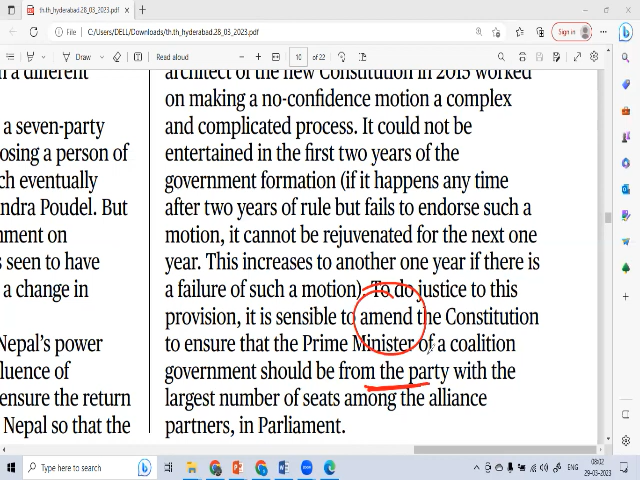 th.th_hyderabad.28_03_2023.pdf
File
C:/Users/DELL/Downloads/th.th_hyderabad.28_03_2023.pdf
Sign in
Draw
Read aloud
10
of 22
n a different
a seven-party
osing a person of
ch eventually
ndra Poudel. But
nment on
s seen to have
a change in
Nepal's power
luence of
ensure the return
Nepal so that the
architect of the new Constitution in 2015 worked
on making a no-confidence motion a complex
and complicated process. It could not be
entertained in the first two years of the
government formation (if it happens any time
after two years of rule but fails to endorse such a
motion, it cannot be rejuvenated for the next one
year. This increases to another one year if there is
a failure of such a motion). To do justice to this
provision, it is sensible to amend the Constitution
to ensure that the Prime Minister of a coalition
government should be from the party with the
largest number of seats among the alliance
partners, in Parliament.
Type here to search
ENG
08:02
29-03-2023